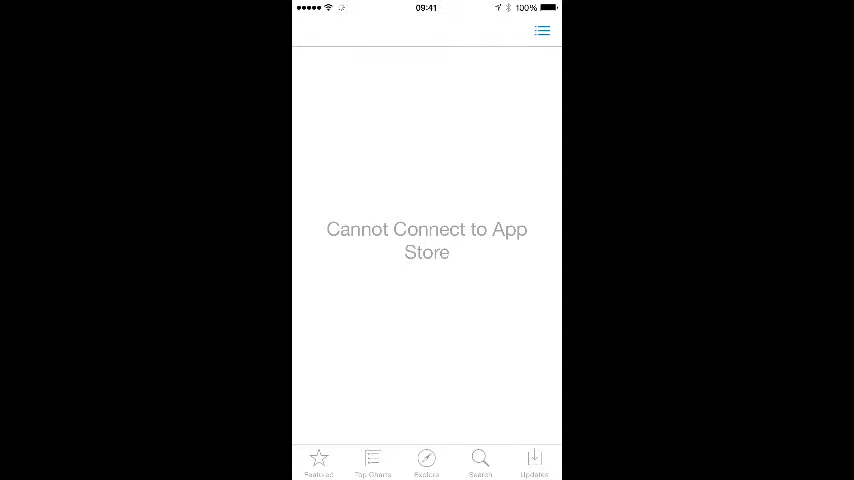 09:41
100%
Cannot Connect to App
Store
Featured
Top Charts
Explore
Search
Updates